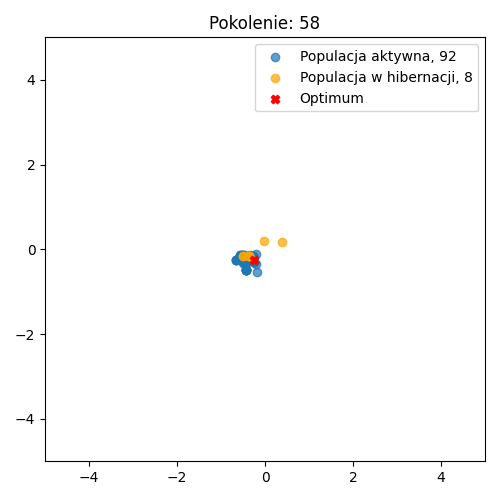 Pokolenie: 58
Populacja aktywna, 92
Populacja w hibernacji, 8
Optimum
4
2
0
−2
−4
−4 −2 0 2 4